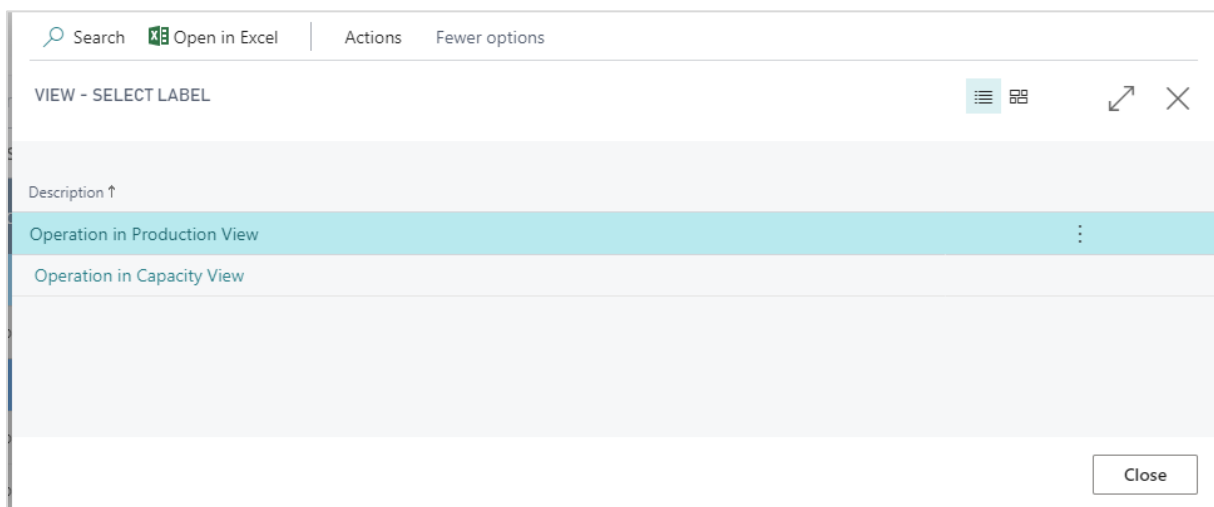 Search Open in Excel Actions Fewer options
VIEW - SELECT LABEL
Description ↑
Operation in Production View
Operation in Capacity View
Close